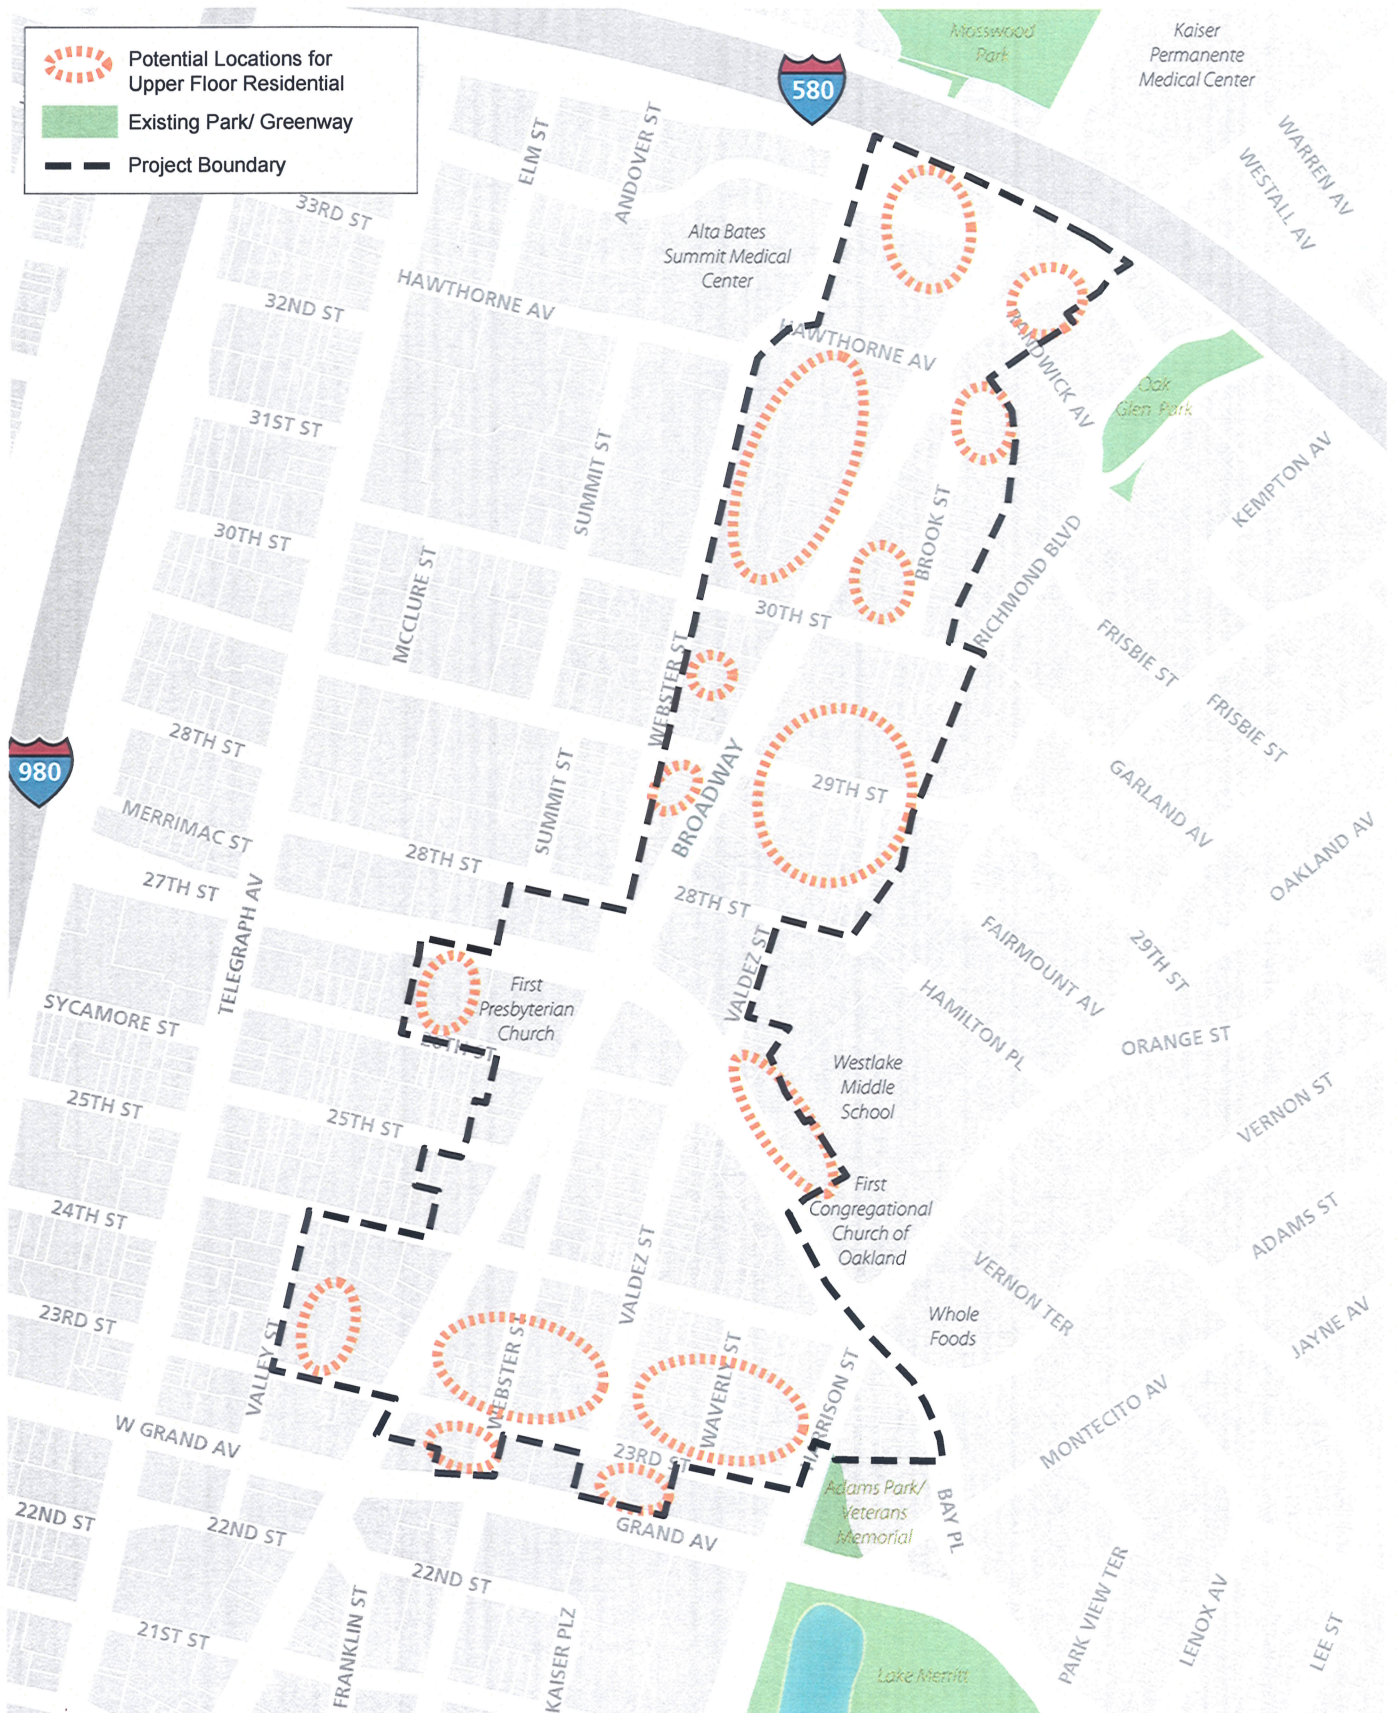 Potential Locations for
Upper Floor Residential
Existing Park/ Greenway
Project Boundary
Mosswood
Park
Kaiser
Permanente
Medical Center
580
WARREN AV
WESTALL AV
ELM ST
ANDOVER ST
33RD ST
Alta Bates
Summit Medical
Center
HAWTHORNE AV
32ND ST
HAWTHORNE AV
RANDWICK AV
Oak
Glen Park
31ST ST
SUMMIT ST
KEMPTON AV
30TH ST
BROOK ST
MCCLURE ST
RICHMOND BLVD
30TH ST
FRISBIE ST
WEBSTER ST
FRISBIE ST
28TH ST
980
29TH ST
BROADWAY
SUMMIT ST
GARLAND AV
MERRIMAC ST
28TH ST
OAKLAND AV
27TH ST
28TH ST
TELEGRAPH AV
VALDEZ ST
FAIRMOUNT AV
29TH ST
First
Presbyterian
Church
SYCAMORE ST
26TH ST
HAMILTON PL
ORANGE ST
Westlake
Middle
School
25TH ST
25TH ST
VERNON ST
First
Congregational
Church of
Oakland
24TH ST
ADAMS ST
VALDEZ ST
VERNON TER
Whole
Foods
23RD ST
JAYNE AV
VALLEY ST
WEBSTER ST
WAVERLY ST
HARRISON ST
MONTECITO AV
W GRAND AV
23RD ST
Adams Park/
Veterans
Memorial
BAY PL
22ND ST
22ND ST
GRAND AV
22ND ST
PARK VIEW TER
LENOX AV
LEE ST
21ST ST
FRANKLIN ST
KAISER PLZ
Lake Merritt